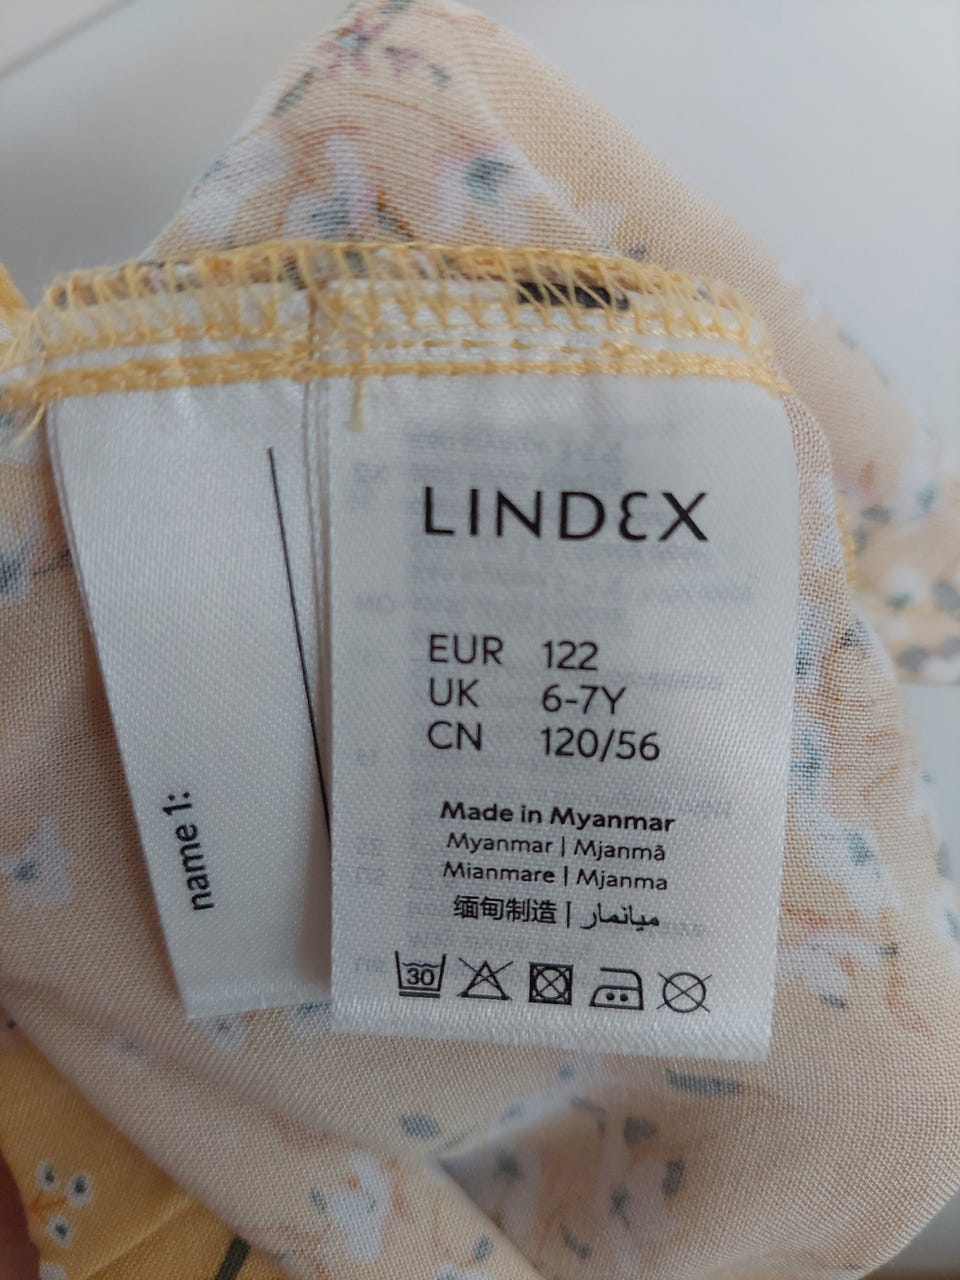 LINDEX
EUR 122
UK 6-7Y
CN 120/56
Made in Myanmar
Myanmar | Mjanmā
Mianmare | Mjanma
缅甸制造 | ميانمار
30
name 1: